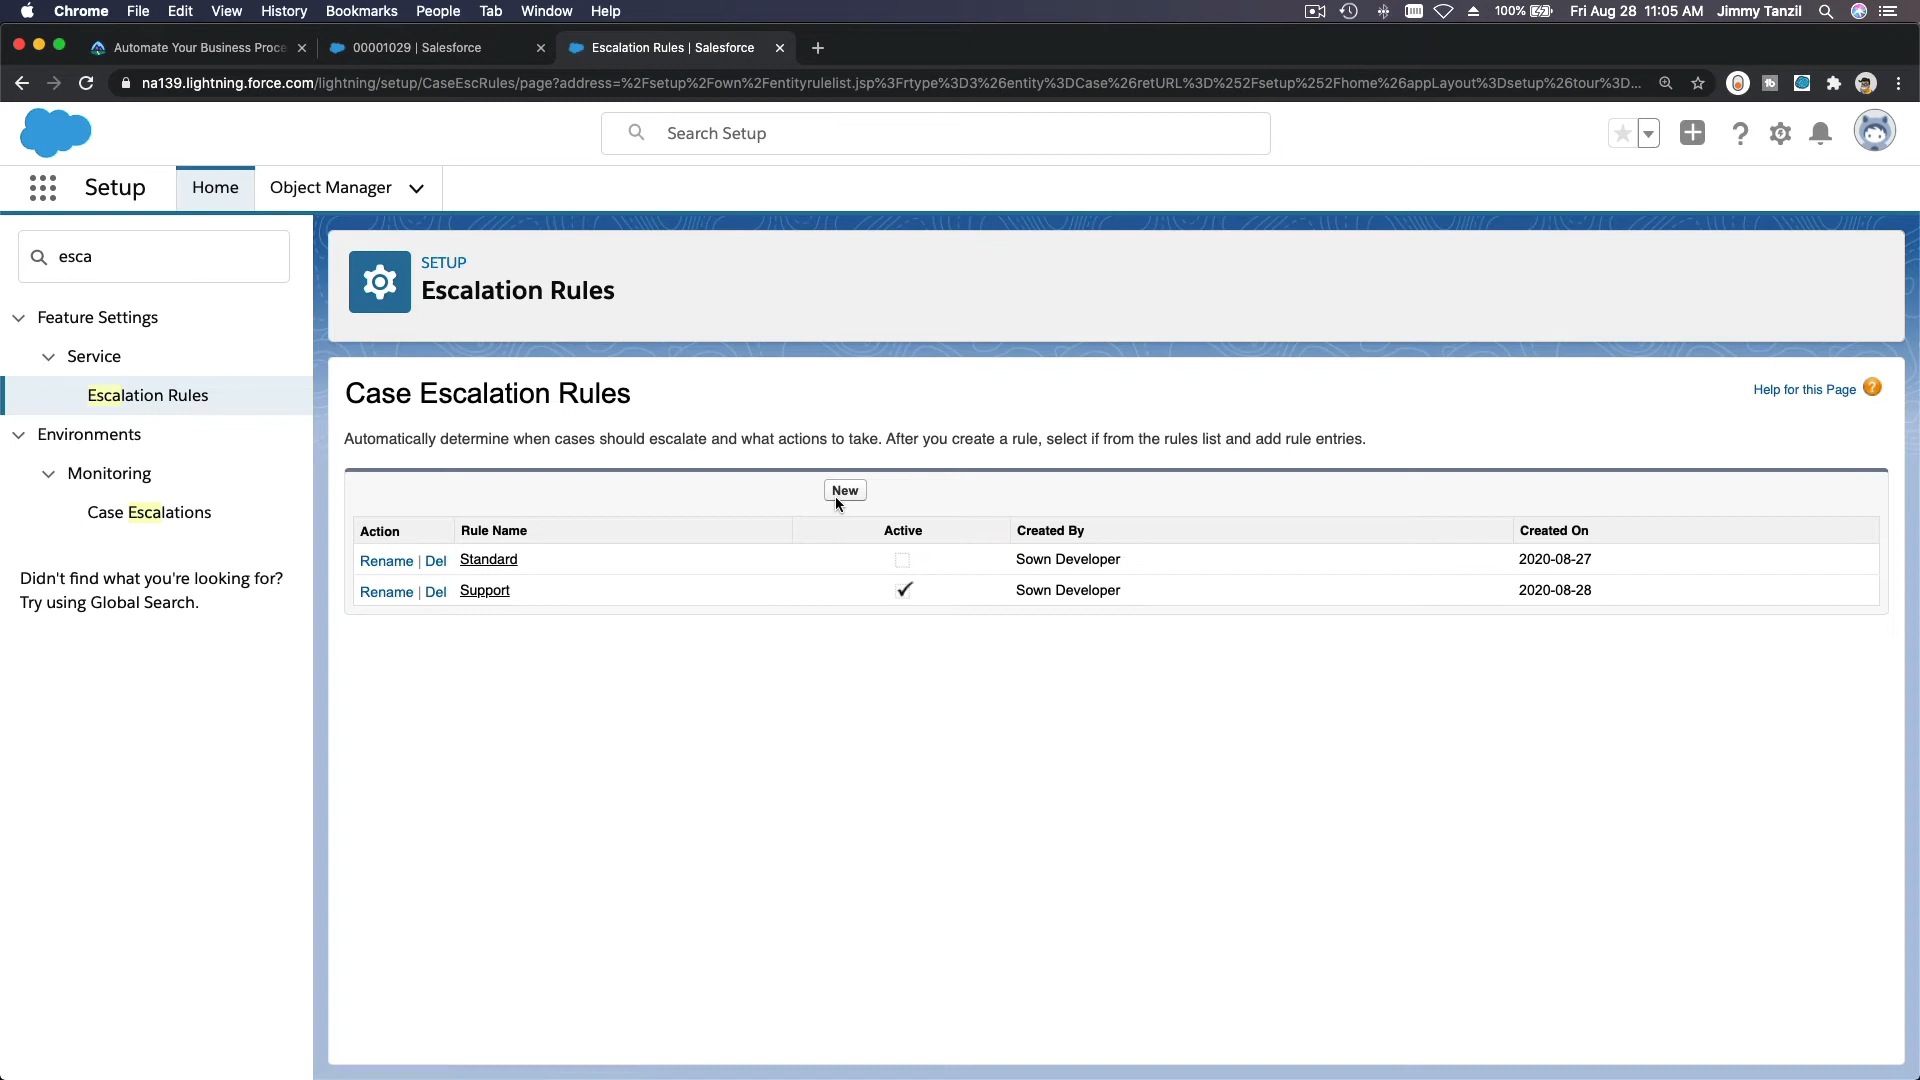 Chrome File Edit View History Bookmarks People Tab Window Help 100% Fri Aug 28 11:05 AM Jimmy Tanzil
Automate Your Business Proce 00001029 | Salesforce Escalation Rules | Salesforce
na139.lightning.force.com/lightning/setup/CaseEscRules/page?address=%2Fsetup%2Fown%2Fentityrulelist.jsp%3Frtype%3D3%26entity%3DCase%26retURL%3D%252Fsetup%252Fhome%26appLayout%3Dsetup%26tour%3D...
Search Setup
Setup Home Object Manager
esca
Feature Settings
Service
Escalation Rules
Environments
Monitoring
Case Escalations
Didn't find what you're looking for?
Try using Global Search.
SETUP
Escalation Rules
Case Escalation Rules
Help for this Page ?
Automatically determine when cases should escalate and what actions to take. After you create a rule, select if from the rules list and add rule entries.
New
Action Rule Name Active Created By Created On
Rename | Del Standard Sown Developer 2020-08-27
Rename | Del Support Sown Developer 2020-08-28